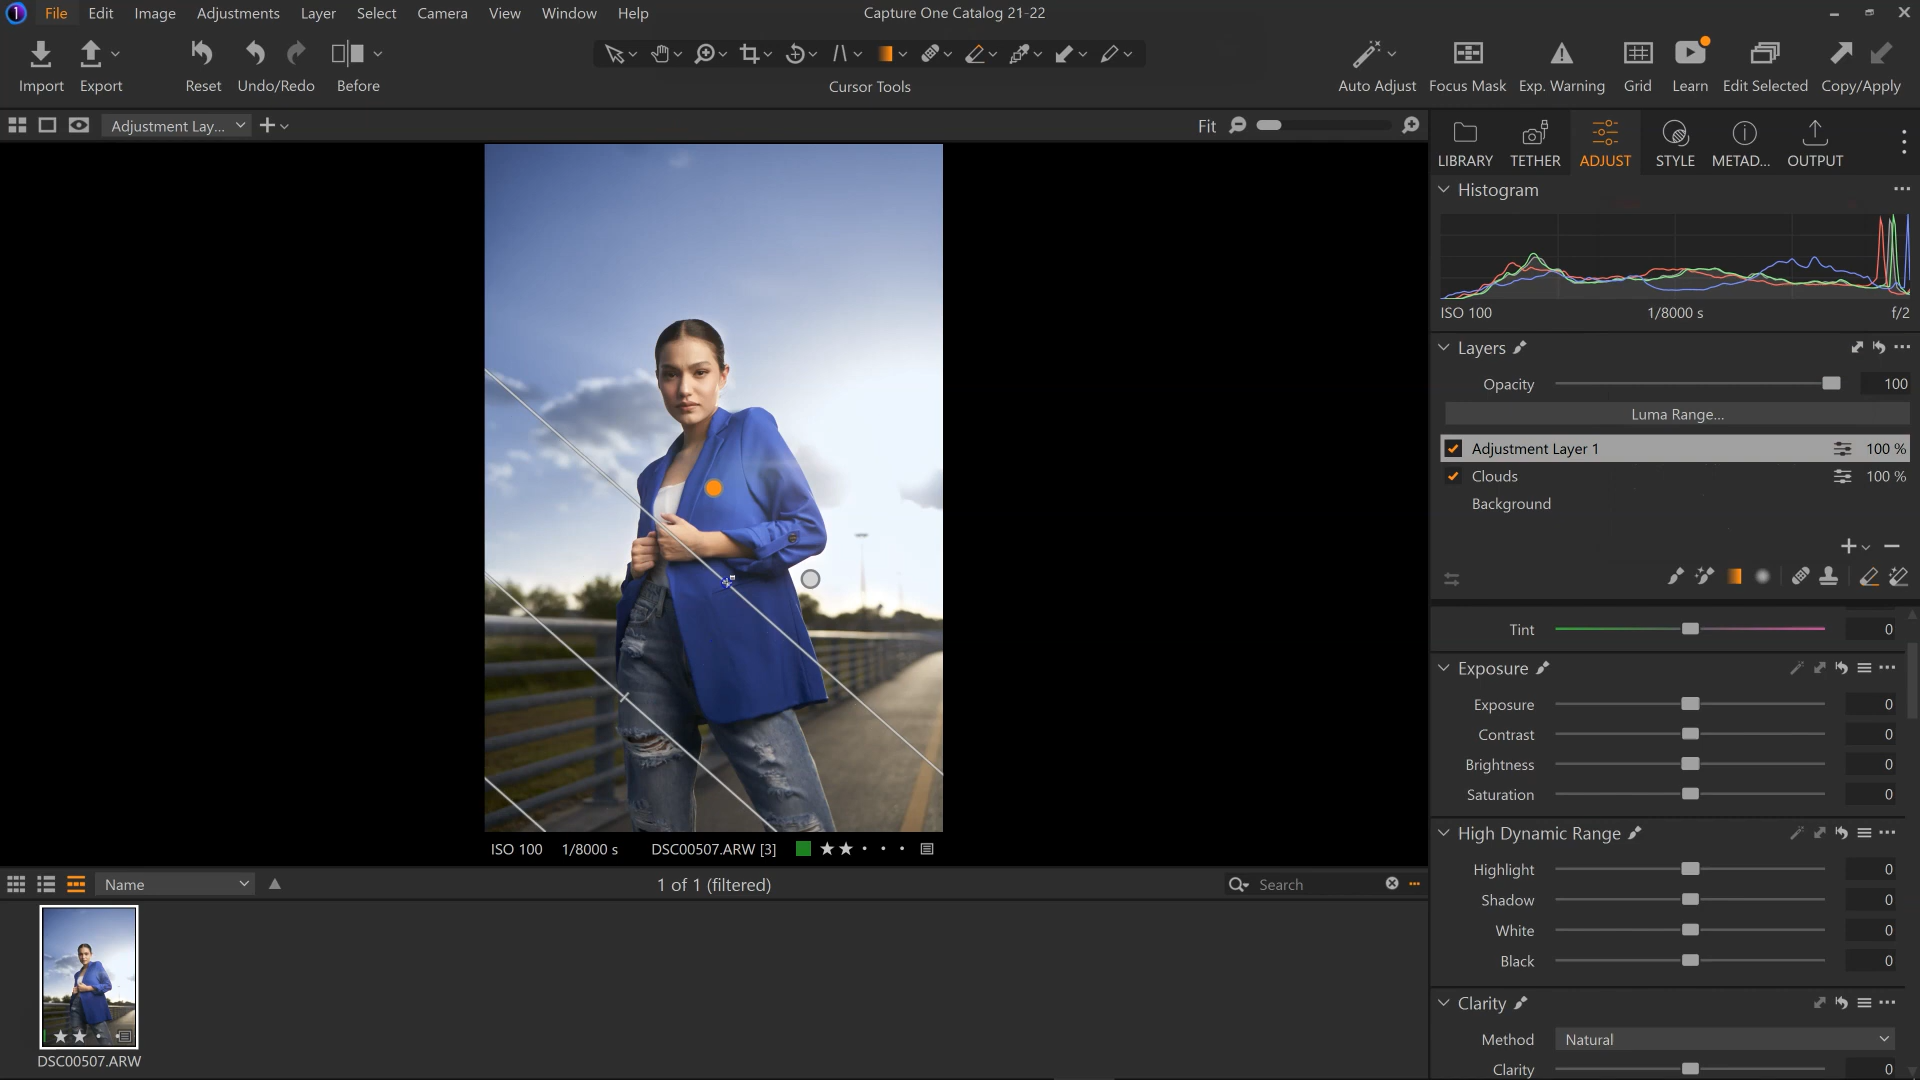 File Edit Image Adjustments Layer Select Camera View Window Help
Capture One Catalog 21-22
Import Export Reset Undo/Redo Before
Cursor Tools
Auto Adjust Focus Mask Exp. Warning Grid Learn Edit Selected Copy/Apply
Adjustment Lay...
Fit
LIBRARY TETHER ADJUST STYLE METAD... OUTPUT
Histogram
ISO 100 1/8000 s f/2
Layers
Opacity 100
Luma Range...
Adjustment Layer 1 100 %
Clouds 100 %
Background
Tint 0
Exposure
Exposure 0
Contrast 0
Brightness 0
Saturation 0
High Dynamic Range
Highlight 0
Shadow 0
White 0
Black 0
Clarity
Method Natural
Clarity 0
ISO 100 1/8000 s DSC00507.ARW [3]
Name
1 of 1 (filtered)
Search
DSC00507.ARW